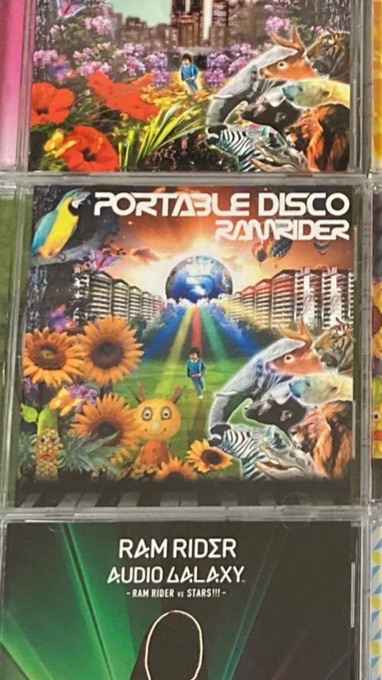 PORTABLE DISCO
RAMRIDER
RAM RIDER
AUDIO GALAXY
- RAM RIDER vs STARS!!! -